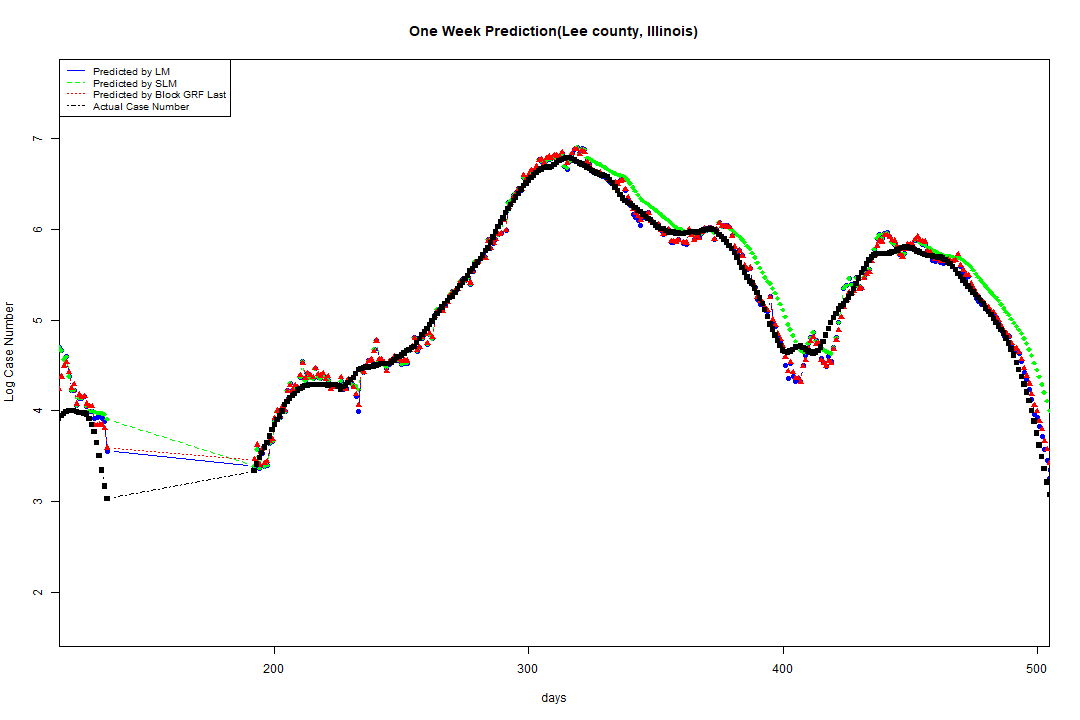 One Week Prediction(Lee county, Illinois)
Predicted by LM
Predicted by SLM
Predicted by Block GRF Last
Actual Case Number
7
6
5
4
3
2
Log Case Number
200
300
400
500
days